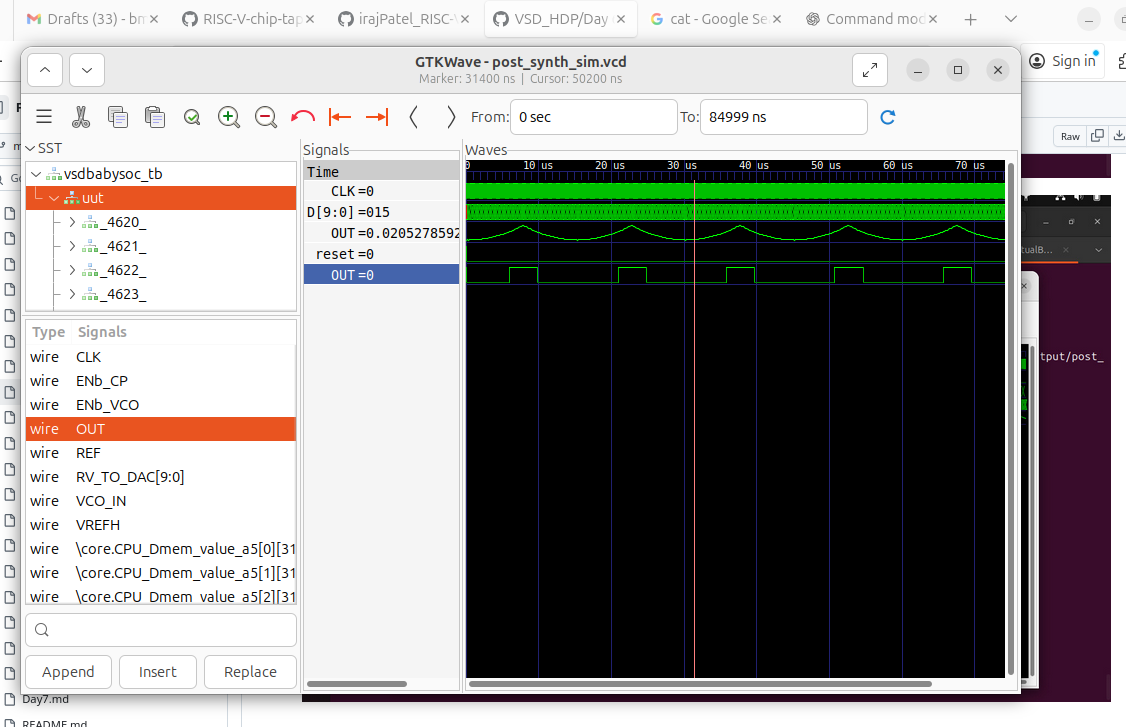 Drafts (33) - bm
RISC-V-chip-tap
irajPatel_RISC-V
VSD_HDP/Day
cat - Google Se
Command mod
GTKWave - post_synth_sim.vcd
Marker: 31400 ns | Cursor: 50200 ns
Sign in
From: 0 sec To: 84999 ns
Raw
SST
Signals
Waves
vsdbabysoc_tb
uut
_4620_
_4621_
_4622_
_4623_
Time
CLK=0
D[9:0]=015
OUT=0.0205278592
reset=0
OUT=0
0 10 us 20 us 30 us 40 us 50 us 60 us 70 us
Type Signals
wire CLK
wire ENb_CP
wire ENb_VCO
wire OUT
wire REF
wire RV_TO_DAC[9:0]
wire VCO_IN
wire VREFH
wire \core.CPU_Dmem_value_a5[0][31
wire \core.CPU_Dmem_value_a5[1][31
wire \core.CPU_Dmem_value_a5[2][31
Append Insert Replace
tualB...
tput/post_
Day7.md
README.md